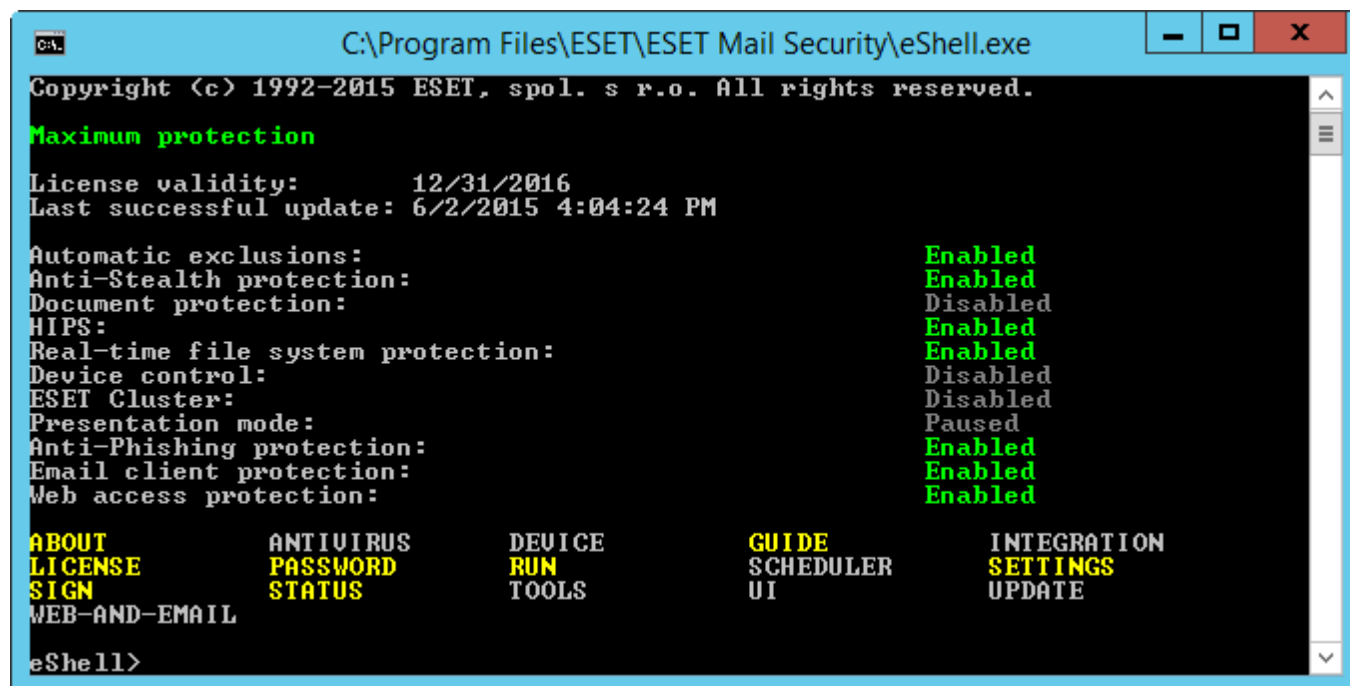 C:\Program Files\ESET\ESET Mail Security\eShell.exe
Copyright (c) 1992-2015 ESET, spol. s r.o. All rights reserved.
Maximum protection
License validity: 12/31/2016
Last successful update: 6/2/2015 4:04:24 PM
Automatic exclusions: Enabled
Anti-Stealth protection: Enabled
Document protection: Disabled
HIPS: Enabled
Real-time file system protection: Enabled
Device control: Disabled
ESET Cluster: Disabled
Presentation mode: Paused
Anti-Phishing protection: Enabled
Email client protection: Enabled
Web access protection: Enabled
ABOUT ANTIVIRUS DEVICE GUIDE INTEGRATION
LICENSE PASSWORD RUN SCHEDULER SETTINGS
SIGN STATUS TOOLS UI UPDATE
WEB-AND-EMAIL
eShell>